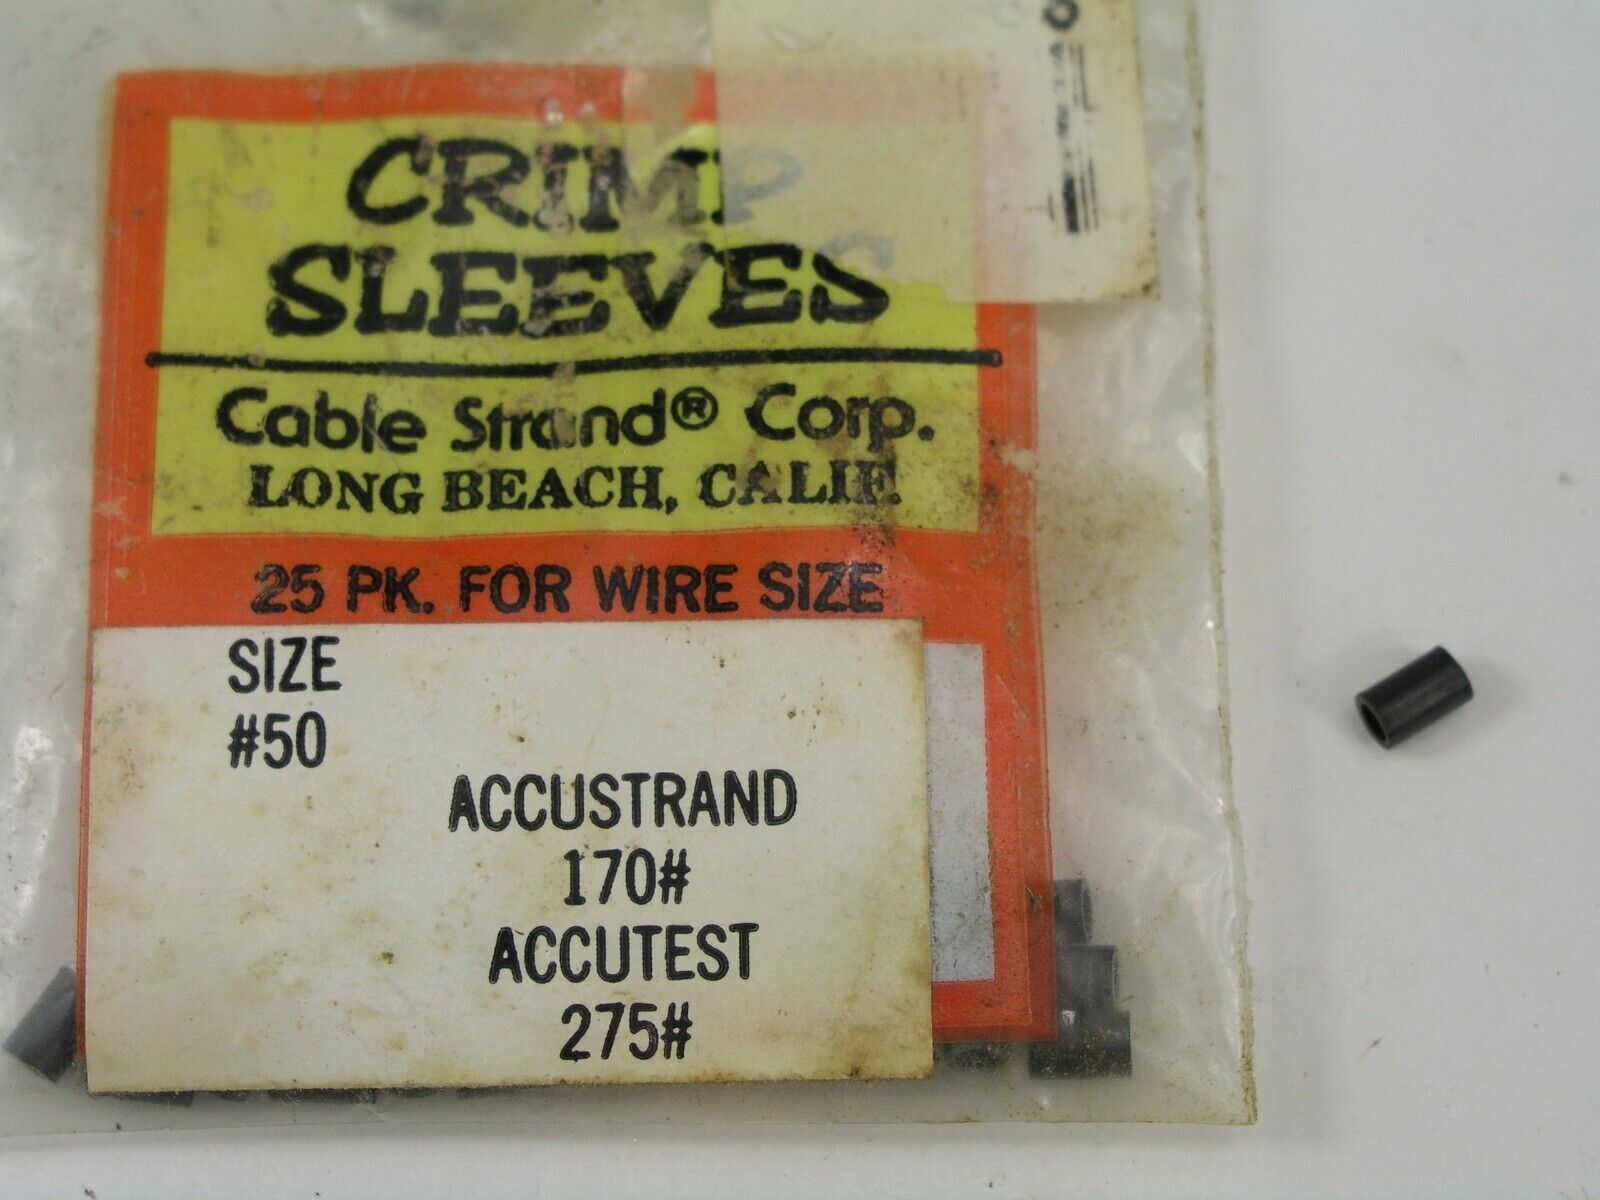 CRIMP
SLEEVES
Cable Strand® Corp.
LONG BEACH, CALIF.
25 PK. FOR WIRE SIZE
SIZE
#50
ACCUSTRAND
170#
ACCUTEST
275#